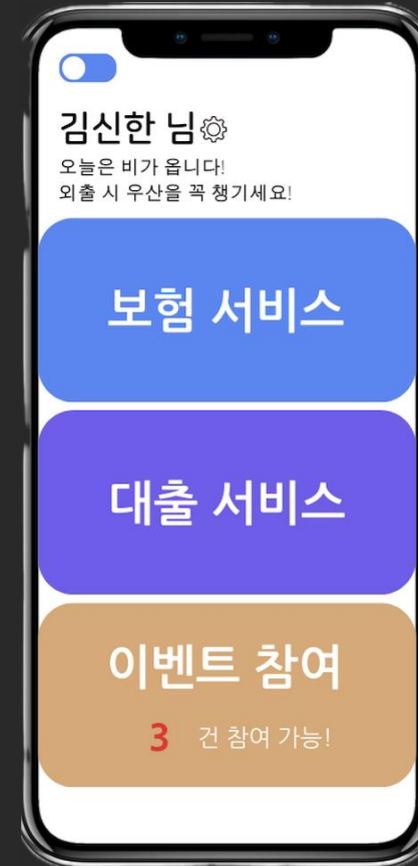 김신한 님
오늘은 비가 옵니다!
외출 시 우산을 꼭 챙기세요!
보험 서비스
대출 서비스
이벤트 참여
3 건 참여 가능!